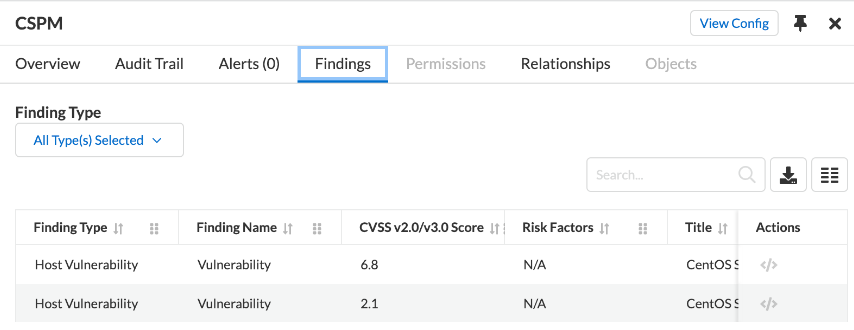 CSPM
View Config
Overview Audit Trail Alerts (0) Findings Permissions Relationships Objects
Finding Type
All Type(s) Selected
Search...
Finding Type Finding Name CVSS v2.0/v3.0 Score Risk Factors Title Actions
Host Vulnerability Vulnerability 6.8 N/A CentOS S </>
Host Vulnerability Vulnerability 2.1 N/A CentOS S </>